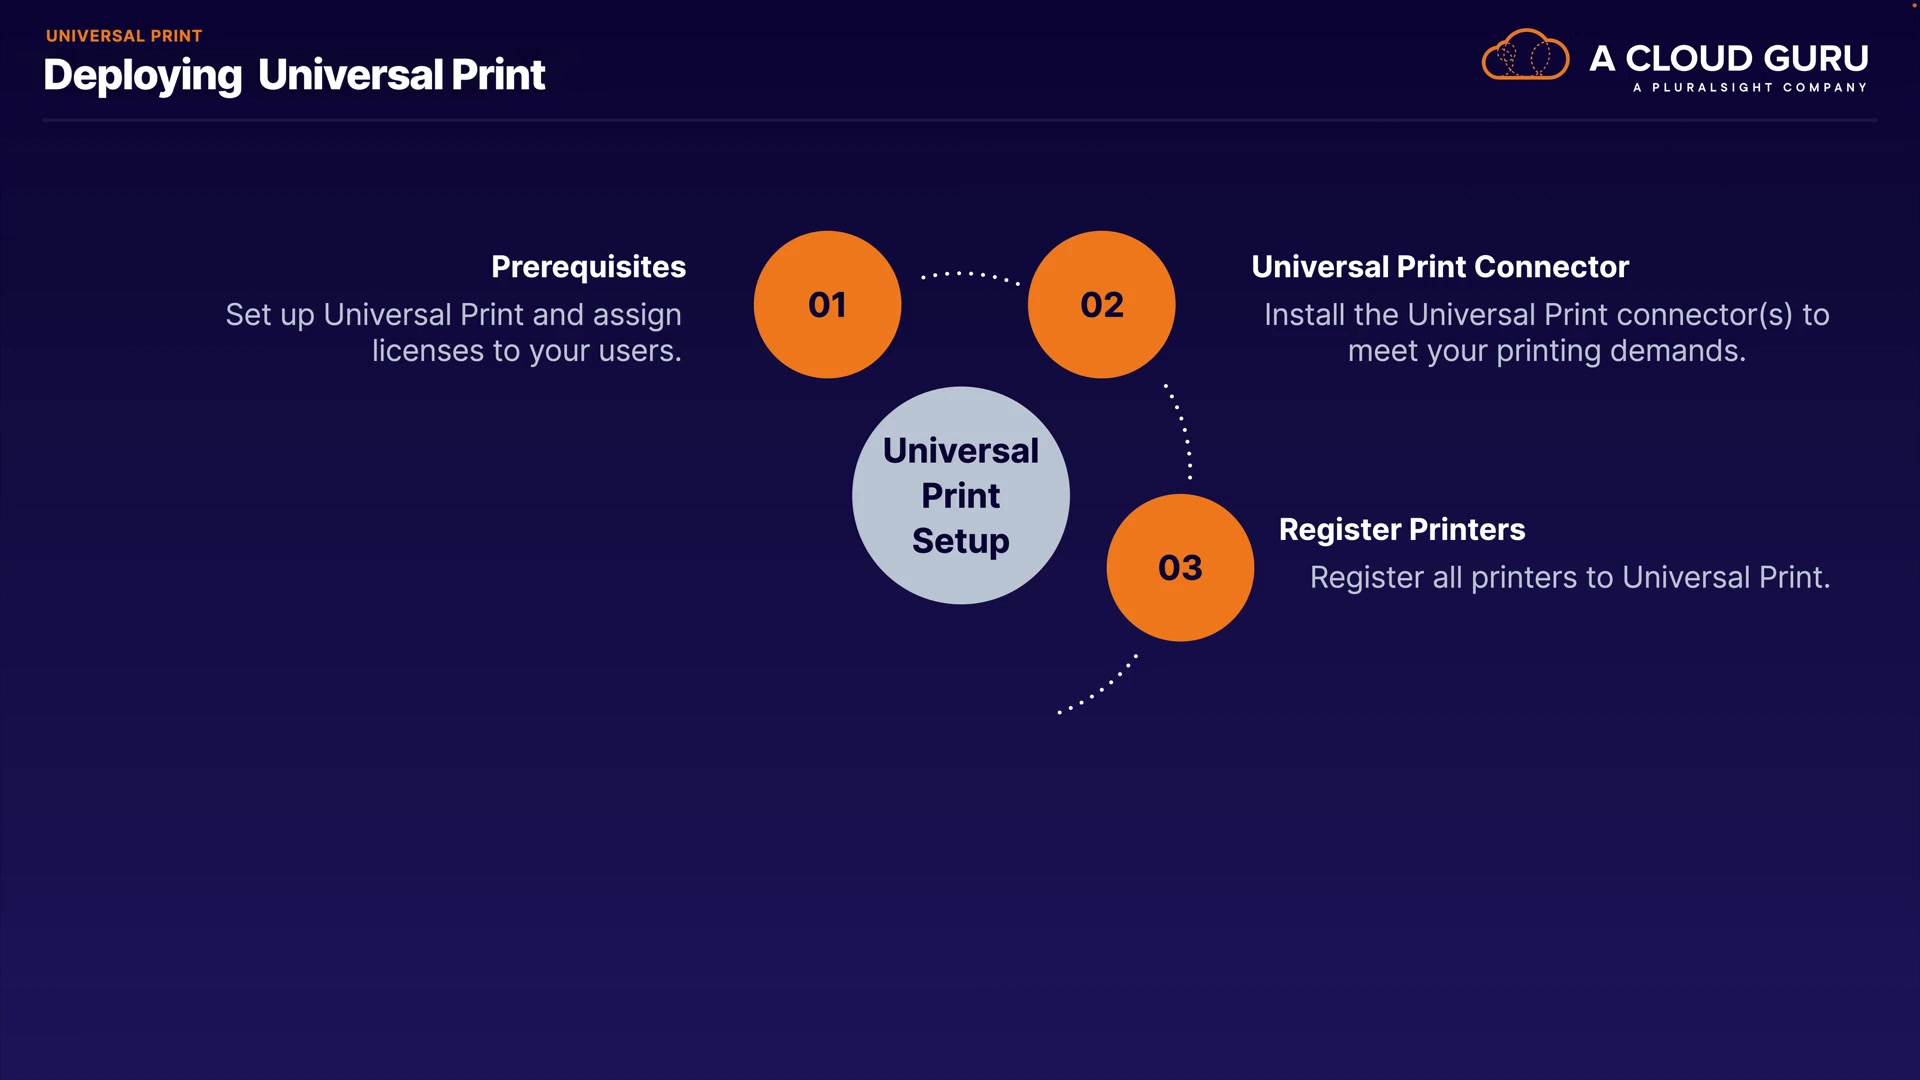 UNIVERSAL PRINT
Deploying Universal Print
A CLOUD GURU
A PLURALSIGHT COMPANY
Prerequisites
Set up Universal Print and assign
licenses to your users.
01
02
Universal Print Connector
Install the Universal Print connector(s) to
meet your printing demands.
Universal
Print
Setup
03
Register Printers
Register all printers to Universal Print.